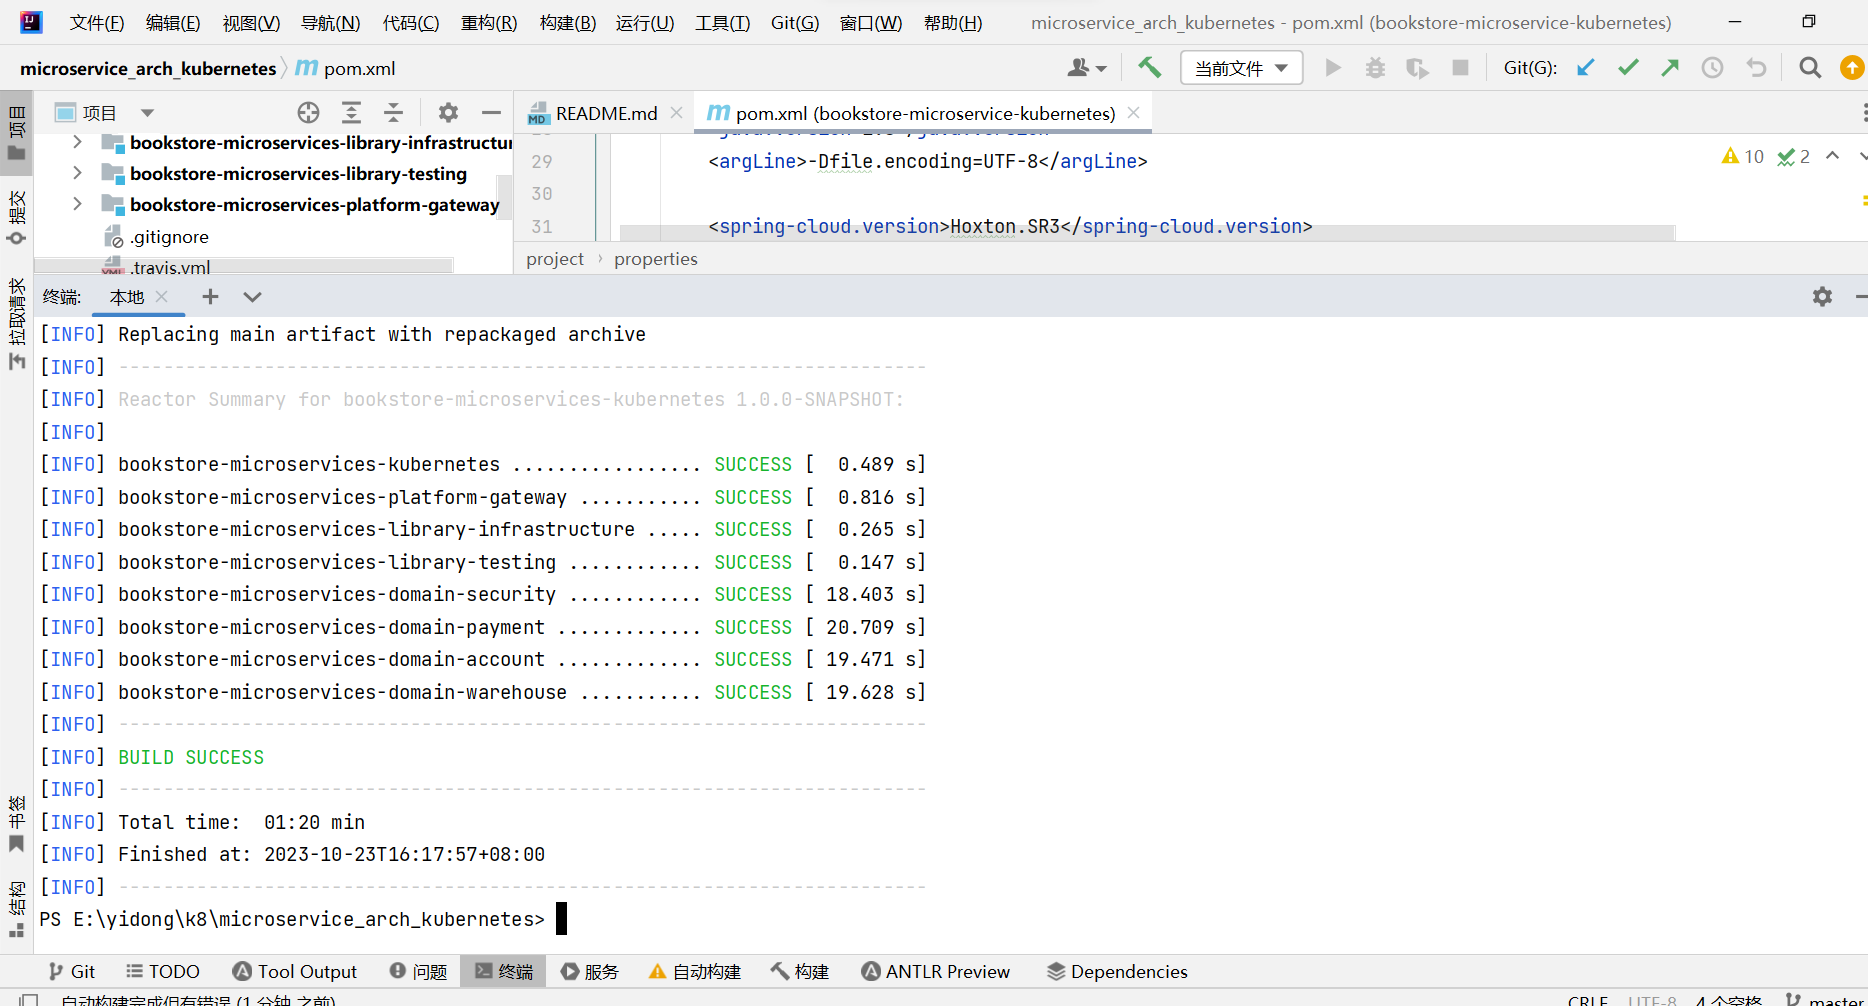 文件(F) 编辑(E) 视图(V) 导航(N) 代码(C) 重构(R) 构建(B) 运行(U) 工具(T) Git(G) 窗口(W) 帮助(H) microservice_arch_kubernetes - pom.xml (bookstore-microservice-kubernetes)
microservice_arch_kubernetes pom.xml 当前文件 Git(G):
项目 README.md pom.xml (bookstore-microservice-kubernetes)
bookstore-microservices-library-infrastructur
bookstore-microservices-library-testing
bookstore-microservices-platform-gateway
.gitignore
.travis.yml
29 <argLine>-Dfile.encoding=UTF-8</argLine>
30
31 <spring-cloud.version>Hoxton.SR3</spring-cloud.version>
10 2
project › properties
项目
提交
拉取请求
书签
结构
终端: 本地
[INFO] Replacing main artifact with repackaged archive
[INFO] ------------------------------------------------------------------------
[INFO] Reactor Summary for bookstore-microservices-kubernetes 1.0.0-SNAPSHOT:
[INFO]
[INFO] bookstore-microservices-kubernetes ................. SUCCESS [  0.489 s]
[INFO] bookstore-microservices-platform-gateway ........... SUCCESS [  0.816 s]
[INFO] bookstore-microservices-library-infrastructure ..... SUCCESS [  0.265 s]
[INFO] bookstore-microservices-library-testing ............ SUCCESS [  0.147 s]
[INFO] bookstore-microservices-domain-security ............ SUCCESS [ 18.403 s]
[INFO] bookstore-microservices-domain-payment ............. SUCCESS [ 20.709 s]
[INFO] bookstore-microservices-domain-account ............. SUCCESS [ 19.471 s]
[INFO] bookstore-microservices-domain-warehouse ........... SUCCESS [ 19.628 s]
[INFO] ------------------------------------------------------------------------
[INFO] BUILD SUCCESS
[INFO] ------------------------------------------------------------------------
[INFO] Total time:  01:20 min
[INFO] Finished at: 2023-10-23T16:17:57+08:00
[INFO] ------------------------------------------------------------------------
PS E:\yidong\k8\microservice_arch_kubernetes>
Git TODO Tool Output 问题 终端 服务 自动构建 构建 ANTLR Preview Dependencies
自动构建完成但有错误 (1 分钟 之前) CRLF UTF-8 4 个空格 master